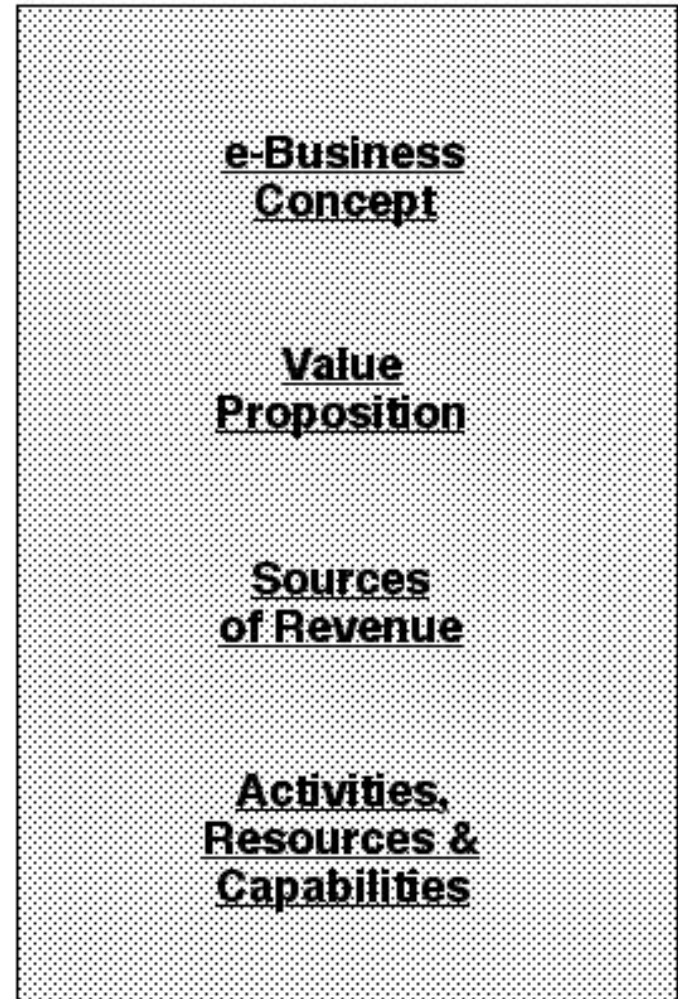 e-Business
Concept
Value
Proposition
Sources
of Revenue
Activities,
Resources &
Capabilities